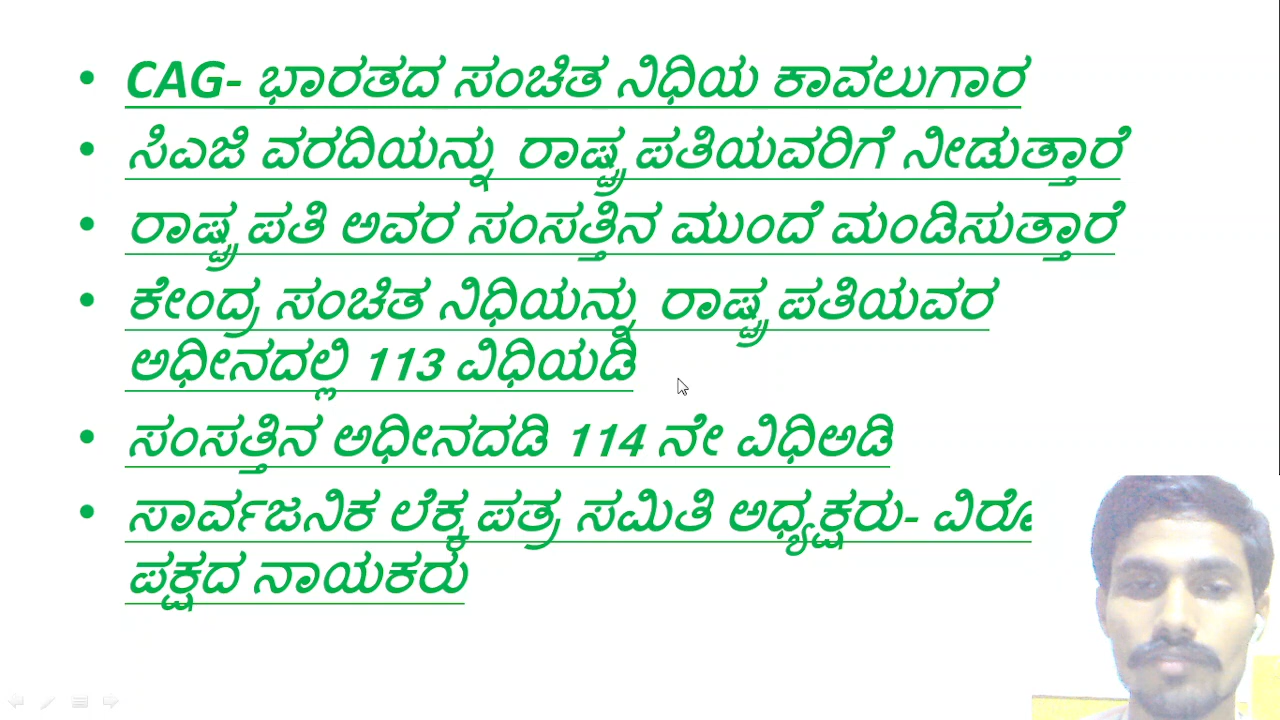 CAG- ಭಾರತದ ಸಂಚಿತ ನಿಧಿಯ ಕಾವಲುಗಾರ
ಸಿಎಜಿ ವರದಿಯನ್ನು ರಾಷ್ಟ್ರಪತಿಯವರಿಗೆ ನೀಡುತ್ತಾರೆ
ರಾಷ್ಟ್ರಪತಿ ಅವರ ಸಂಸತ್ತಿನ ಮುಂದೆ ಮಂಡಿಸುತ್ತಾರೆ
ಕೇಂದ್ರ ಸಂಚಿತ ನಿಧಿಯನ್ನು ರಾಷ್ಟ್ರಪತಿಯವರ
ಅಧೀನದಲ್ಲಿ 113 ವಿಧಿಯಡಿ
ಸಂಸತ್ತಿನ ಅಧೀನದಡಿ 114 ನೇ ವಿಧಿಅಡಿ
ಸಾರ್ವಜನಿಕ ಲೆಕ್ಕಪತ್ರ ಸಮಿತಿ ಅಧ್ಯಕ್ಷರು-
ಪಕ್ಷದ ನಾಯಕರು